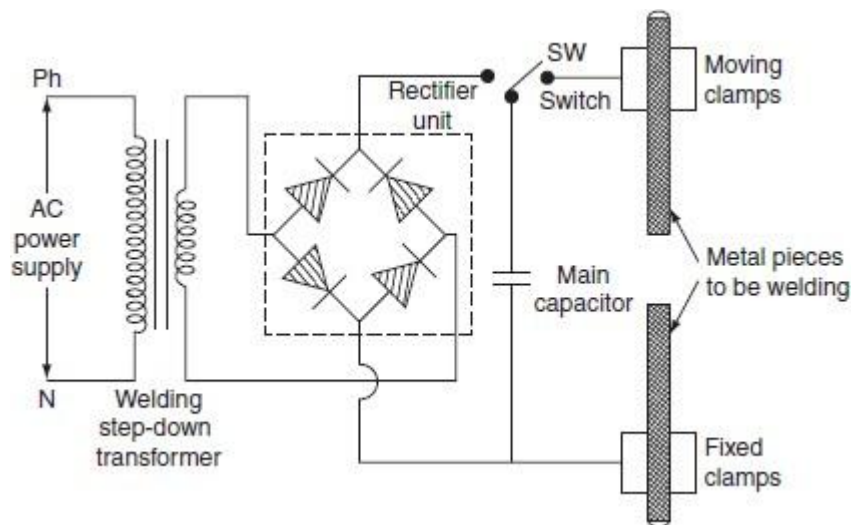 Ph
AC
power
supply
N
Welding
step-down
transformer
Rectifier
unit
SW
Switch
Main
capacitor
Moving
clamps
Metal pieces
to be welding
Fixed
clamps